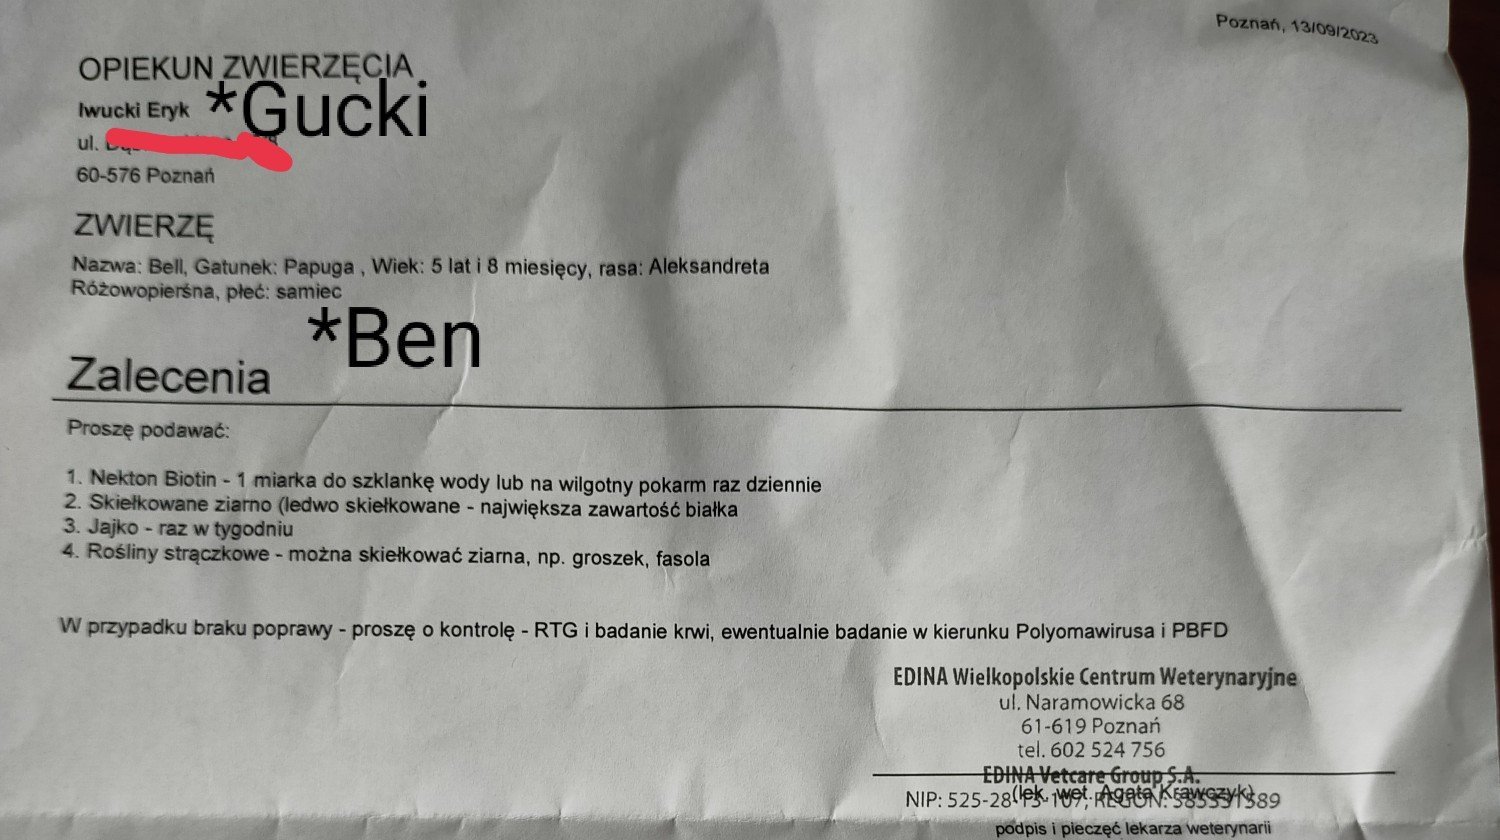 Poznań, 13/09/2023
OPIEKUN ZWIERZĘCIA
Iwucki Eryk *Gucki
ul.
60-576 Poznań
ZWIERZĘ
Nazwa: Bell, Gatunek: Papuga , Wiek: 5 lat i 8 miesięcy, rasa: Aleksandreta
Różowopierśna, płeć: samiec
*Ben
Zalecenia
Proszę podawać:
1. Nekton Biotin - 1 miarka do szklankę wody lub na wilgotny pokarm raz dziennie
2. Skiełkowane ziarno (ledwo skiełkowane - największa zawartość białka
3. Jajko - raz w tygodniu
4. Rośliny strączkowe - można skiełkować ziarna, np. groszek, fasola
W przypadku braku poprawy - proszę o kontrolę - RTG i badanie krwi, ewentualnie badanie w kierunku Polyomawirusa i PBFD
EDINA Wielkopolskie Centrum Weterynaryjne
ul. Naramowicka 68
61-619 Poznań
tel. 602 524 756
EDINA Vetcare Group S.A.
(lek. wet. Agata Krawczyk)
NIP: REGON:
podpis i pieczęć lekarza weterynarii